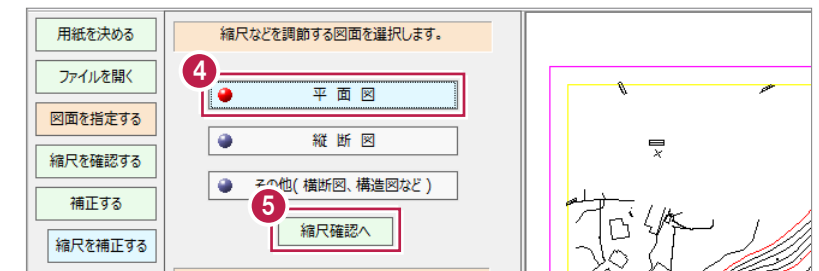 用紙を決める
ファイルを開く
図面を指定する
縮尺を確認する
補正する
縮尺を補正する
縮尺などを調節する図面を選択します。
4
平 面 図
縦 断 図
その他( 横断図、構造図など )
5
縮尺確認へ